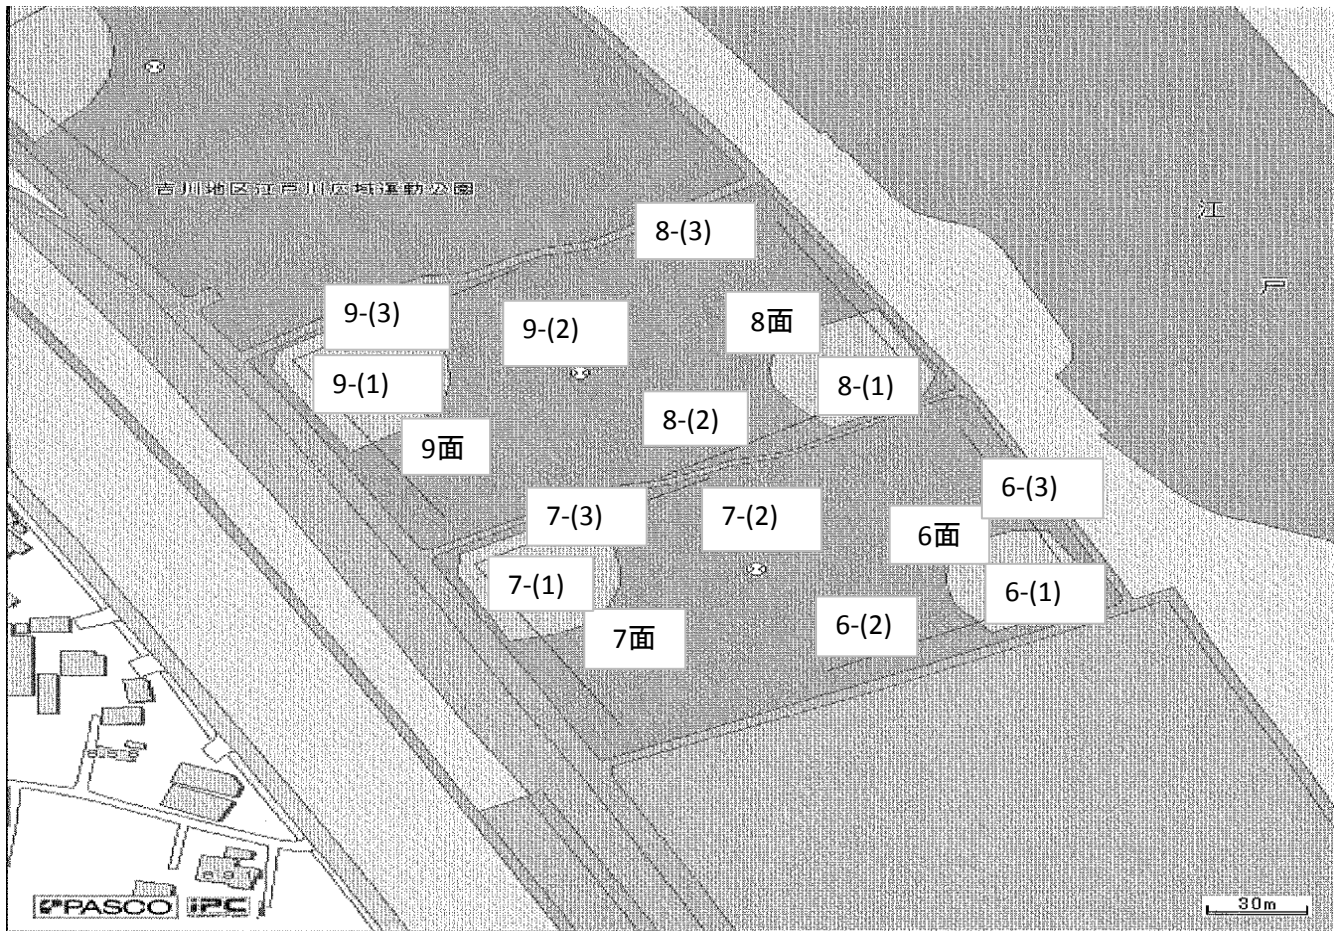 吉川地区江戸川広域運動公園
江
戸
8-(3)
9-(3)
9-(2)
8面
9-(1)
8-(1)
8-(2)
9面
6-(3)
7-(3)
7-(2)
6面
7-(1)
6-(1)
7面
6-(2)
PASCO iPC
30m